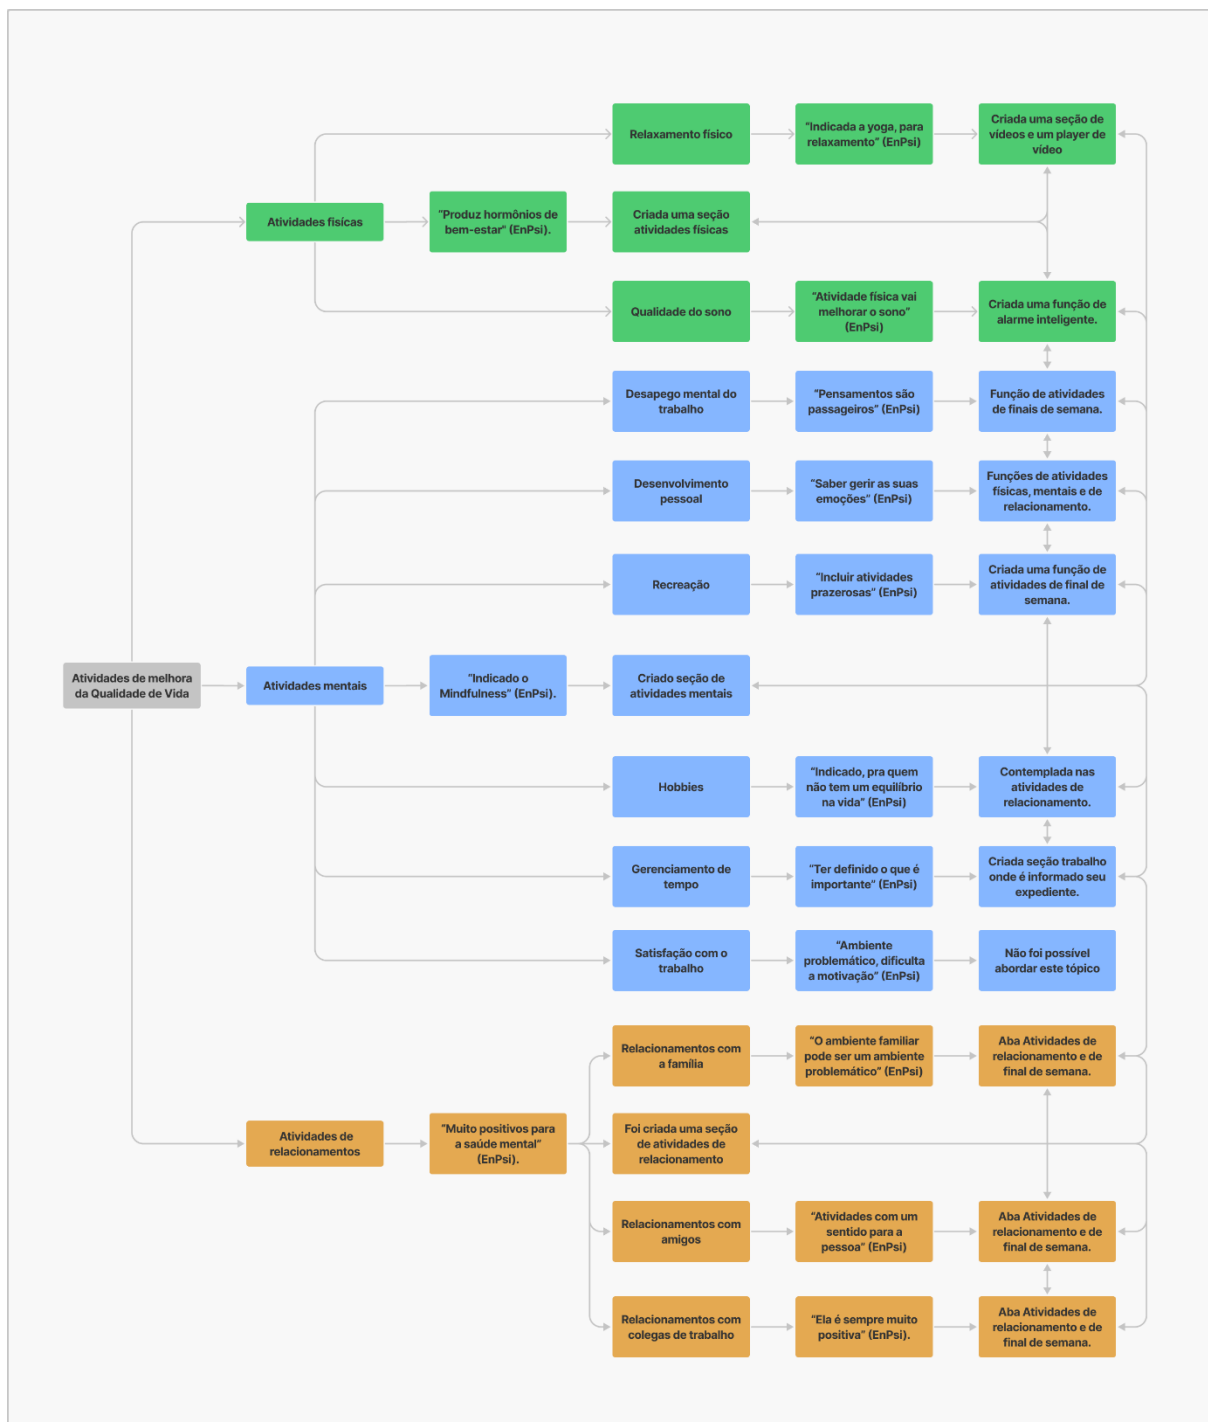 Relaxamento físico
“Indicada a yoga, para
relaxamento” (EnPsi)
Criada uma seção de
vídeos e um player de
vídeo
Atividades fisícas
“Produz hormônios de
bem-estar” (EnPsi).
Criada uma seção
atividades físicas
Qualidade do sono
“Atividade física vai
melhorar o sono”
(EnPsi)
Criada uma função de
alarme inteligente.
Desapego mental do
trabalho
“Pensamentos são
passageiros” (EnPsi)
Função de atividades
de finais de semana.
Desenvolvimento
pessoal
“Saber gerir as suas
emoções” (EnPsi)
Funções de atividades
físicas, mentais e de
relacionamento.
Recreação
“Incluir atividades
prazerosas” (EnPsi)
Criada uma função de
atividades de final de
semana.
Atividades de melhora
da Qualidade de Vida
Atividades mentais
“Indicado o
Mindfulness” (EnPsi).
Criado seção de
atividades mentais
Hobbies
“Indicado, pra quem
não tem um equilíbrio
na vida” (EnPsi)
Contemplada nas
atividades de
relacionamento.
Gerenciamento de
tempo
“Ter definido o que é
importante” (EnPsi)
Criada seção trabalho
onde é informado seu
expediente.
Satisfação com o
trabalho
“Ambiente
problemático, dificulta
a motivação” (EnPsi)
Não foi possível
abordar este tópico
Relacionamentos com
a família
“O ambiente familiar
pode ser um ambiente
problemático” (EnPsi)
Aba Atividades de
relacionamento e de
final de semana.
Atividades de
relacionamentos
“Muito positivos para
a saúde mental”
(EnPsi).
Foi criada uma seção
de atividades de
relacionamento
Relacionamentos com
amigos
“Atividades com um
sentido para a
pessoa” (EnPsi)
Aba Atividades de
relacionamento e de
final de semana.
Relacionamentos com
colegas de trabalho
“Ela é sempre muito
positiva” (EnPsi).
Aba Atividades de
relacionamento e de
final de semana.